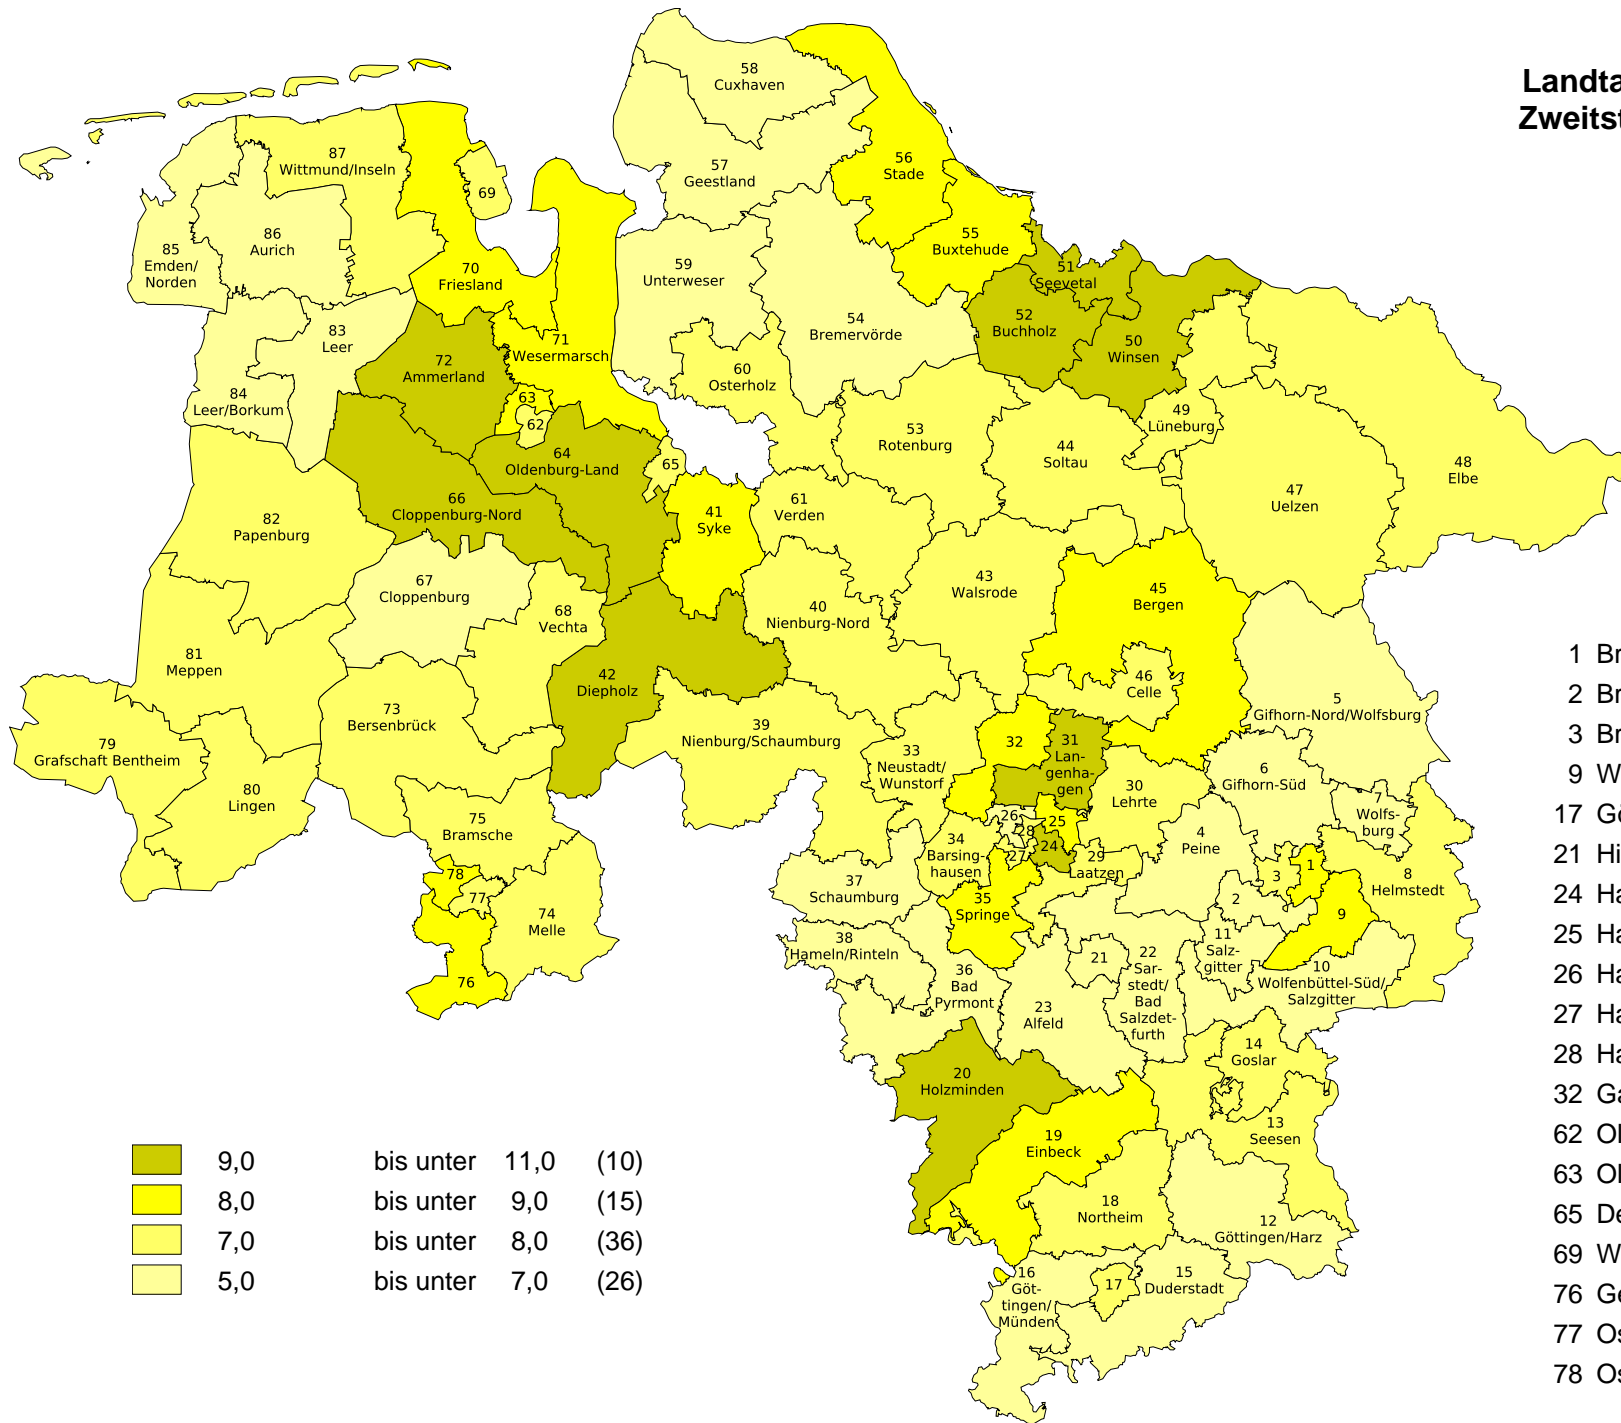 Landta
Zweitst
58
Cuxhaven
87
Wittmund/Inseln
57
Geestland
56
Stade
69
86
Aurich
85
Emden/
Norden
55
Buxtehude
70
Friesland
59
Unterweser
51
Seevetal
54
Bremervörde
52
Buchholz
50
Winsen
83
Leer
71
Wesermarsch
72
Ammerland
60
Osterholz
84
Leer/Borkum
63
62
49
Lüneburg
53
Rotenburg
44
Soltau
64
Oldenburg-Land
65
48
Elbe
47
Uelzen
66
Cloppenburg-Nord
41
Syke
61
Verden
82
Papenburg
67
Cloppenburg
43
Walsrode
45
Bergen
68
Vechta
40
Nienburg-Nord
81
Meppen
42
Diepholz
46
Celle
5
Gifhorn-Nord/Wolfsburg
73
Bersenbrück
39
Nienburg/Schaumburg
79
Grafschaft Bentheim
32
31
Lan-
genha-
gen
33
Neustadt/
Wunstorf
6
Gifhorn-Süd
80
Lingen
30
Lehrte
7
Wolfs-
burg
75
Bramsche
26
28
25
27
24
34
Barsing-
hausen
29
Laatzen
4
Peine
3
1
8
Helmstedt
78
77
37
Schaumburg
35
Springe
2
9
74
Melle
38
Hameln/Rinteln
11
Salz-
gitter
21
22
Sar-
stedt/
Bad
Salzdet-
furth
36
Bad
Pyrmont
10
Wolfenbüttel-Süd/
Salzgitter
76
23
Alfeld
14
Goslar
20
Holzminden
13
Seesen
19
Einbeck
18
Northeim
12
Göttingen/Harz
16
Göt-
tingen/
Münden
17
15
Duderstadt
9,0 bis unter 11,0 (10)
8,0 bis unter 9,0 (15)
7,0 bis unter 8,0 (36)
5,0 bis unter 7,0 (26)
1 Br
2 Br
3 Br
9 W
17 Gö
21 Hi
24 Ha
25 Ha
26 Ha
27 Ha
28 Ha
32 Ga
62 Ol
63 Ol
65 De
69 W
76 Ge
77 Os
78 Os